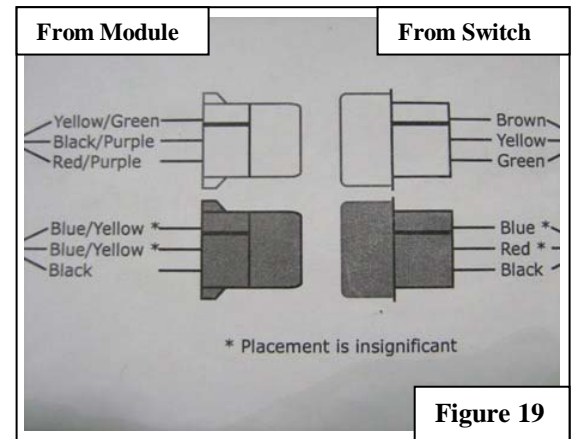 From Module
From Switch
Yellow/Green
Black/Purple
Red/Purple
Brown
Yellow
Green
Blue/Yellow *
Blue/Yellow *
Black
Blue *
Red *
Black
* Placement is insignificant
Figure 19